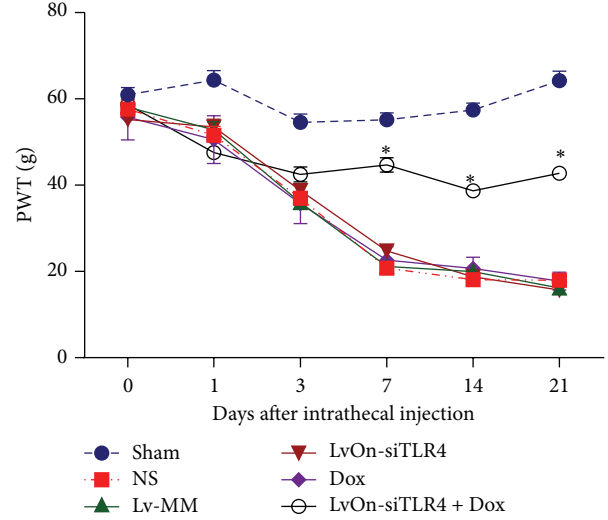 80
60
40
20
0
PWT (g)
* * *
0 1 3 7 14 21
Days after intrathecal injection
Sham
NS
Lv-MM
LvOn-siTLR4
Dox
LvOn-siTLR4 + Dox